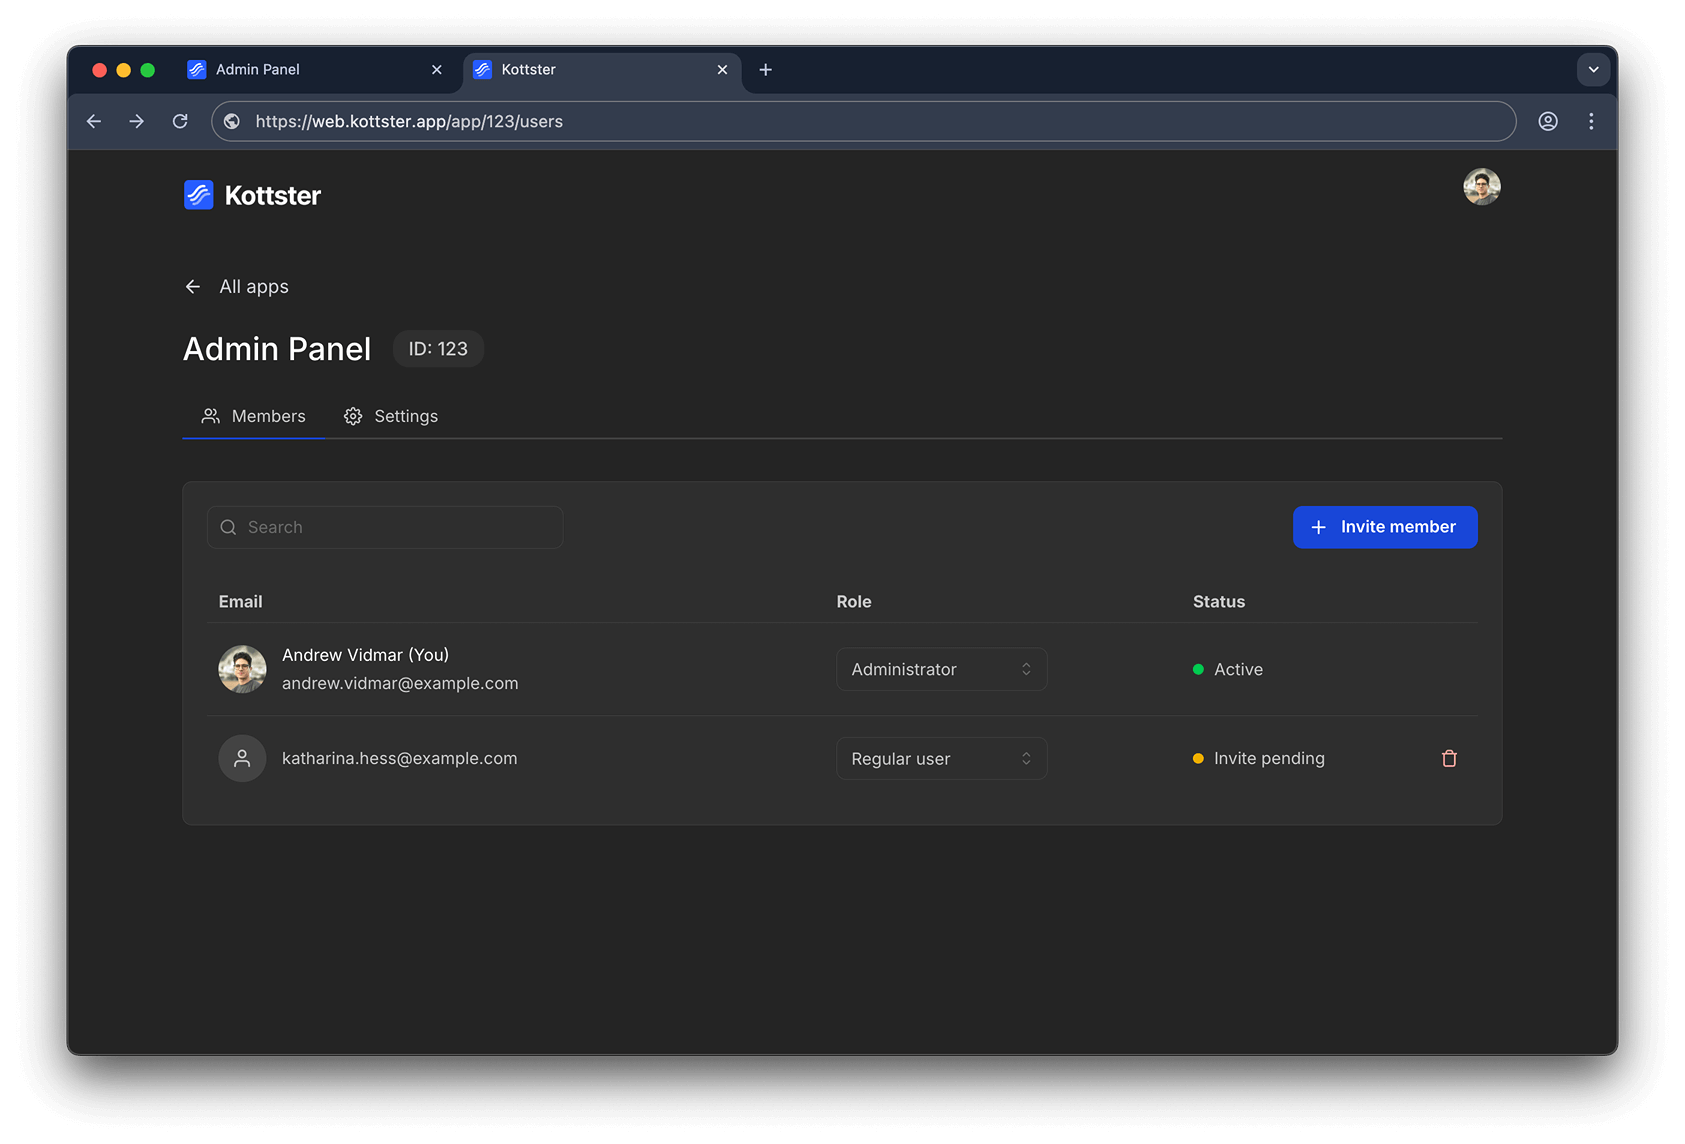 Admin Panel
Kottster
https://web.kottster.app/app/123/users
Kottster
All apps
Admin Panel
ID: 123
Members
Settings
Search
Invite member
Email
Role
Status
Andrew Vidmar (You)
andrew.vidmar@example.com
Administrator
Active
katharina.hess@example.com
Regular user
Invite pending